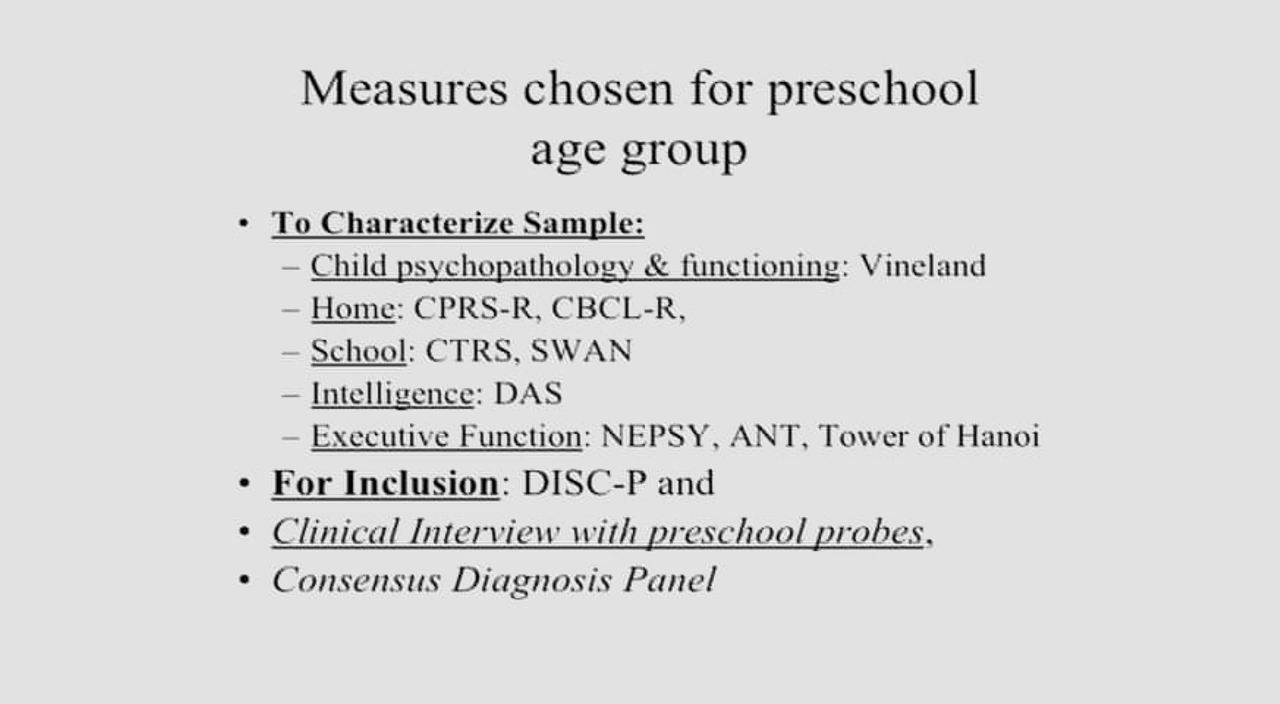 Measures chosen for preschool
age group
• To Characterize Sample:
– Child psychopathology & functioning: Vineland
– Home: CPRS-R, CBCL-R,
– School: CTRS, SWAN
– Intelligence: DAS
– Executive Function: NEPSY, ANT, Tower of Hanoi
• For Inclusion: DISC-P and
• Clinical Interview with preschool probes,
• Consensus Diagnosis Panel